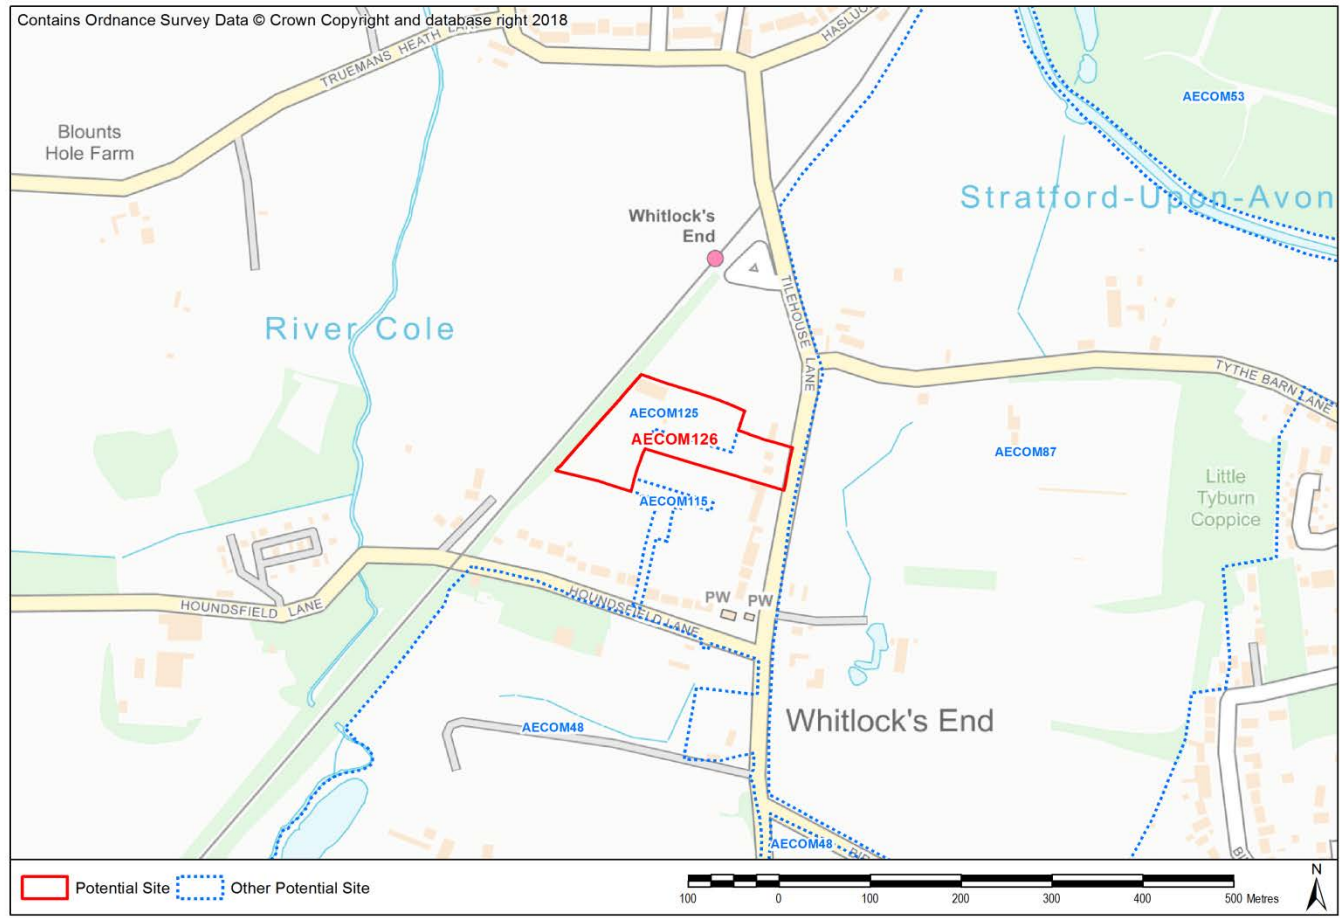 Contains Ordnance Survey Data © Crown Copyright and database right 2018
TRUEMANS HEATH LANE
HASLUC
AECOM53
Blounts
Hole Farm
Stratford-Upon-Avon
Whitlock's
End
TILEHOUSE LANE
River Cole
TYTHE BARN LANE
AECOM125
AECOM126
AECOM87
Little
Tyburn
Coppice
AECOM115
HOUNDSFIELD LANE
HOUNDSFIELD LANE
PW
PW
Whitlock's End
AECOM48
AECOM48
BI
Potential Site
Other Potential Site
100
0
100
200
300
400
500 Metres
N